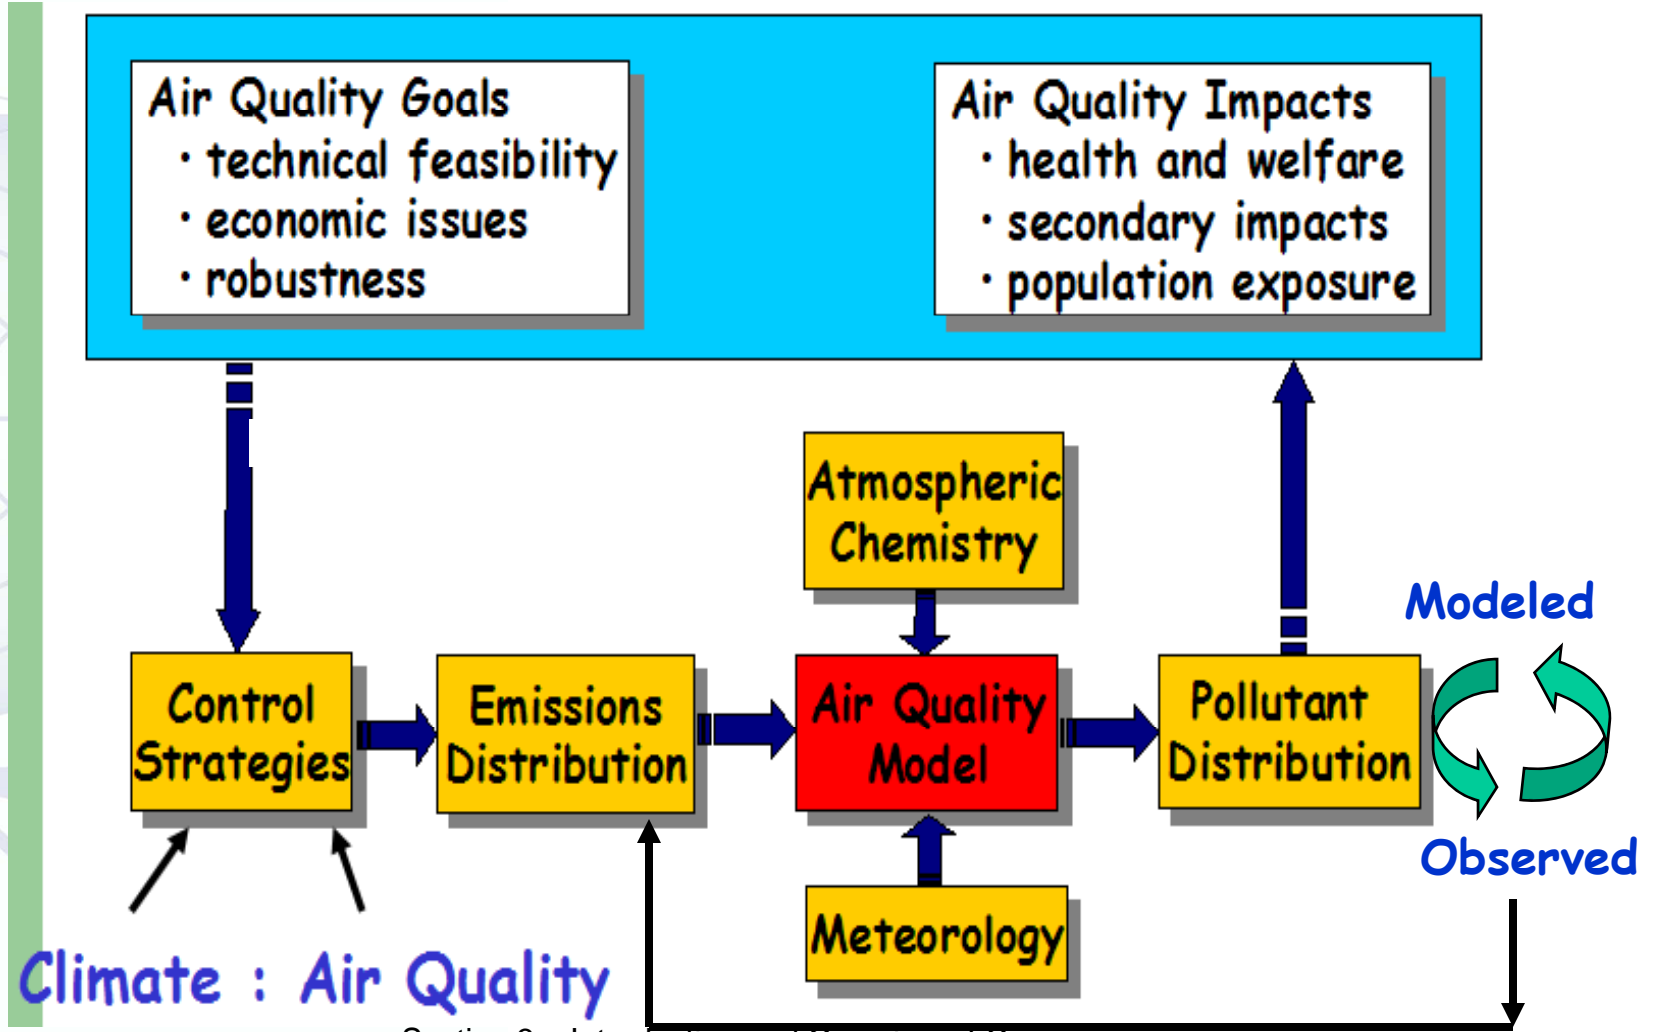 Air Quality Goals
· technical feasibility
· economic issues
· robustness
Air Quality Impacts
· health and welfare
· secondary impacts
· population exposure
Atmospheric
Chemistry
Modeled
Control
Strategies
Emissions
Distribution
Air Quality
Model
Pollutant
Distribution
Observed
Meteorology
Climate : Air Quality